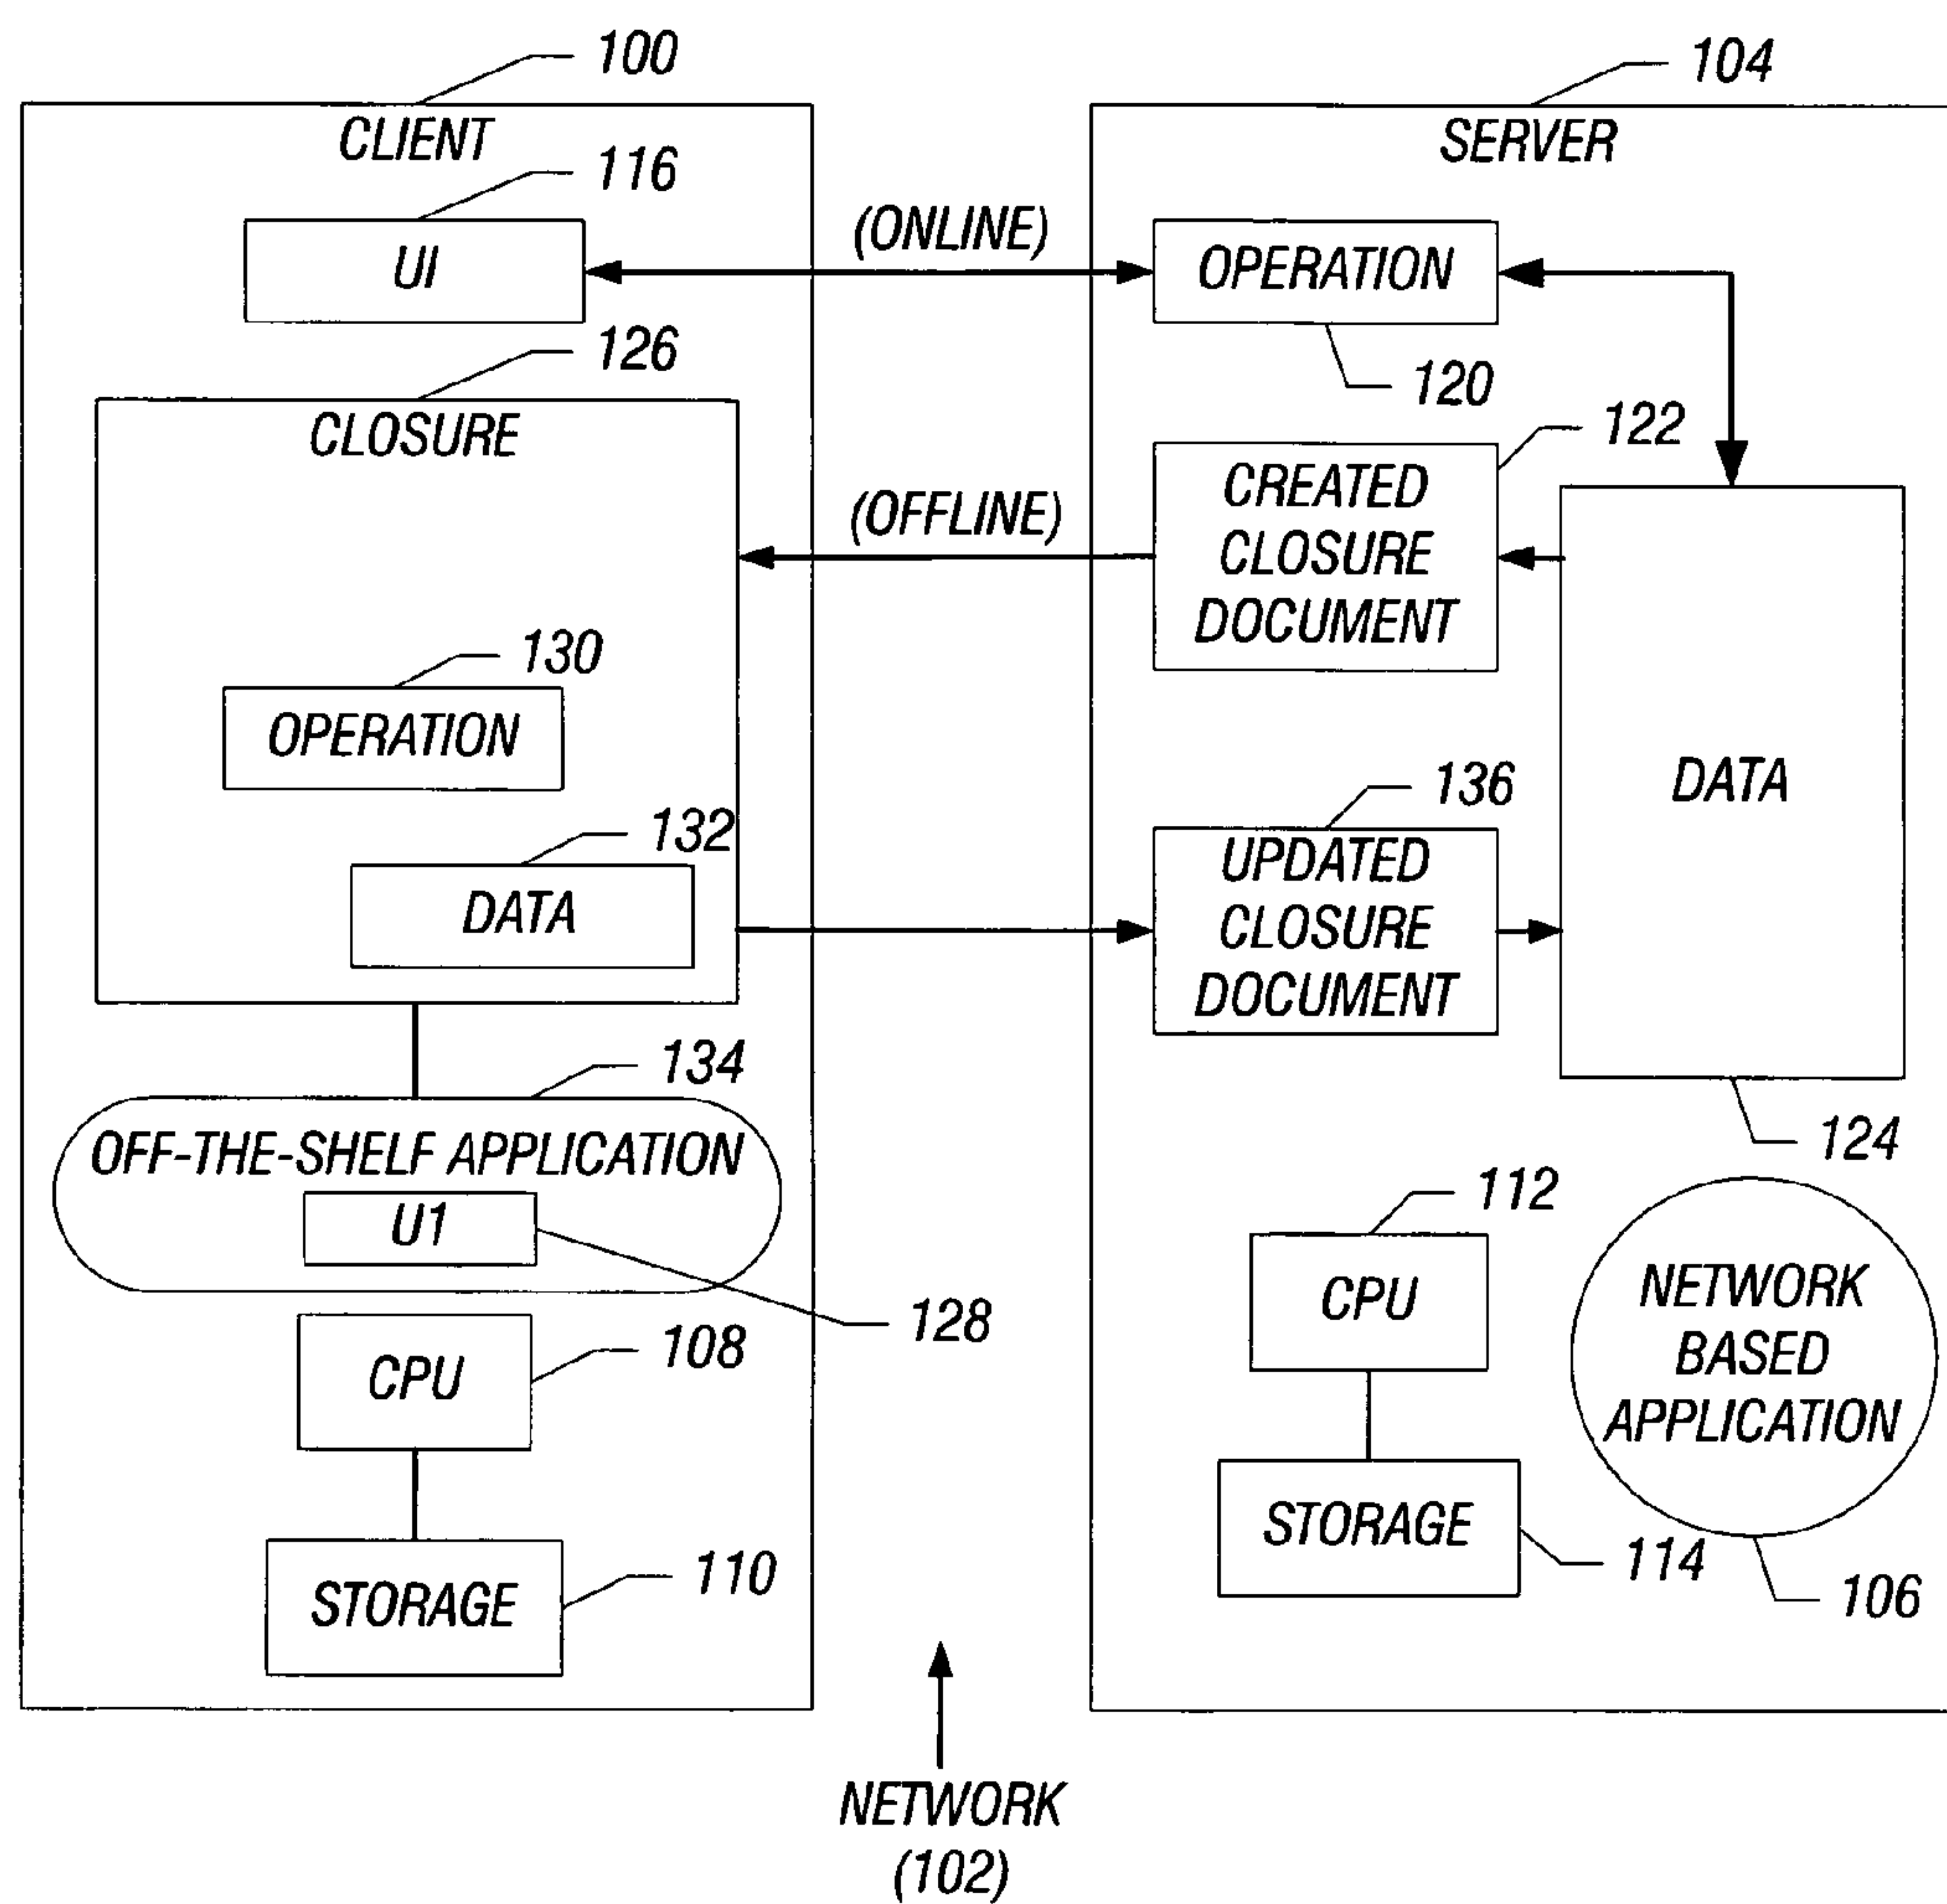 100
CLIENT
116
UI
126
CLOSURE
130
OPERATION
132
DATA
134
OFF-THE-SHELF APPLICATION
U1
128
108
CPU
110
STORAGE
(ONLINE)
(OFFLINE)
104
SERVER
OPERATION
120
122
CREATED
CLOSURE
DOCUMENT
136
UPDATED
CLOSURE
DOCUMENT
DATA
124
112
CPU
STORAGE
114
NETWORK
BASED
APPLICATION
106
NETWORK
(102)